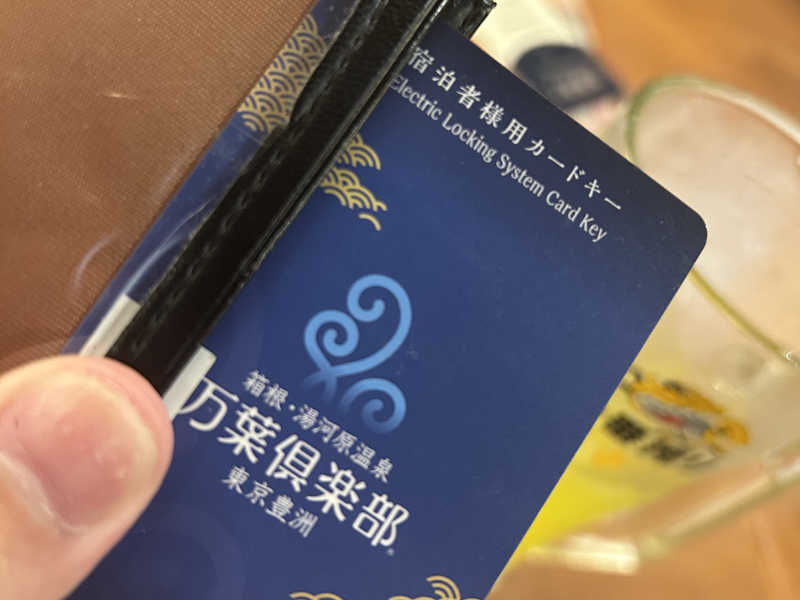 宿泊者様用カードキー
Electric Locking System Card Key
箱根・湯河原温泉
万葉倶楽部
東京豊洲